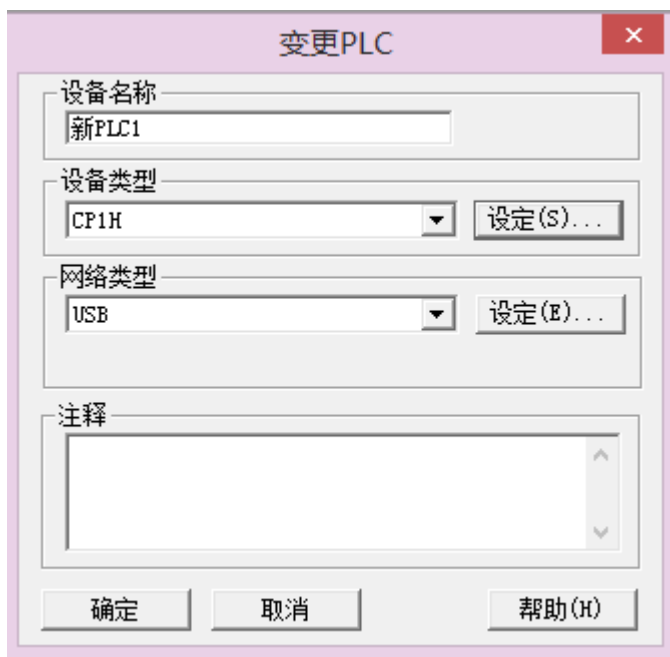 变更PLC
设备名称
新PLC1
设备类型
CP1H
设定(S)...
网络类型
USB
设定(E)...
注释
确定
取消
帮助(H)